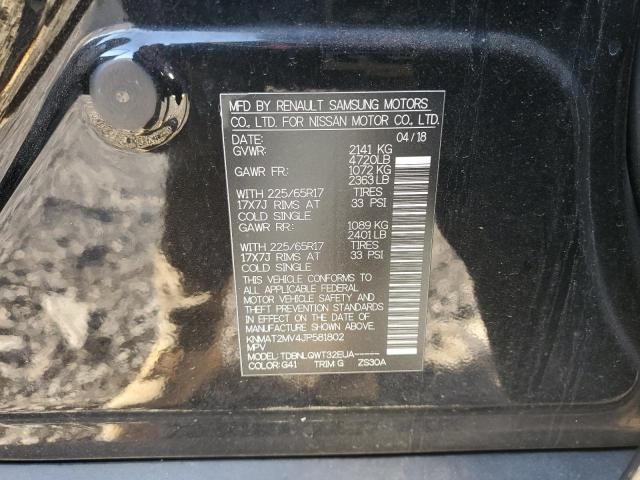 MFD BY RENAULT SAMSUNG MOTORS
CO., LTD. FOR NISSAN MOTOR CO. LTD.
DATE: 04/18
GVWR: 2141 KG
4720LB
GAWR FR: 1072 KG
2363LB
WITH 225/65R17 TIRES
17X7J RIMS AT 33 PSI
COLD SINGLE
GAWR RR: 1089 KG
2401LB
WITH 225/65R17 TIRES
17X7J RIMS AT 33 PSI
COLD SINGLE
THIS VEHICLE CONFORMS TO
ALL APPLICABLE FEDERAL
MOTOR VEHICLE SAFETY AND
THEFT PREVENTION STANDARDS
IN EFFECT ON THE DATE OF
MANUFACTURE SHOWN ABOVE.
KNMAT2MV4JP581802
MPV
MODEL: TDBNLQWT32EUA-----
COLOR: G41 TRIM G ZS30A